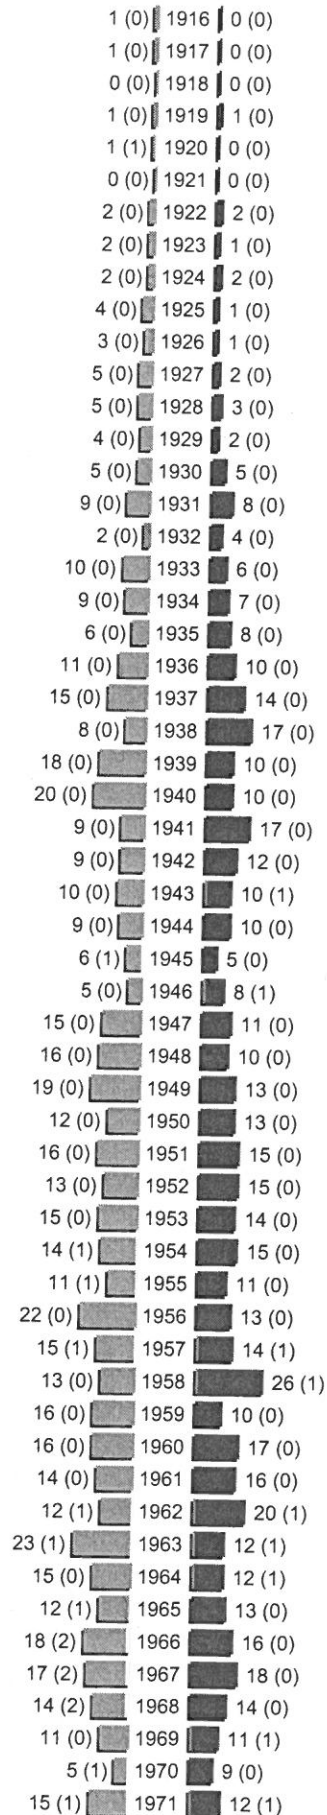 1 (0) 1916 0 (0)
1 (0) 1917 0 (0)
0 (0) 1918 0 (0)
1 (0) 1919 1 (0)
1 (1) 1920 0 (0)
0 (0) 1921 0 (0)
2 (0) 1922 2 (0)
2 (0) 1923 1 (0)
2 (0) 1924 2 (0)
4 (0) 1925 1 (0)
3 (0) 1926 1 (0)
5 (0) 1927 2 (0)
5 (0) 1928 3 (0)
4 (0) 1929 2 (0)
5 (0) 1930 5 (0)
9 (0) 1931 8 (0)
2 (0) 1932 4 (0)
10 (0) 1933 6 (0)
9 (0) 1934 7 (0)
6 (0) 1935 8 (0)
11 (0) 1936 10 (0)
15 (0) 1937 14 (0)
8 (0) 1938 17 (0)
18 (0) 1939 10 (0)
20 (0) 1940 10 (0)
9 (0) 1941 17 (0)
9 (0) 1942 12 (0)
10 (0) 1943 10 (1)
9 (0) 1944 10 (0)
6 (1) 1945 5 (0)
5 (0) 1946 8 (1)
15 (0) 1947 11 (0)
16 (0) 1948 10 (0)
19 (0) 1949 13 (0)
12 (0) 1950 13 (0)
16 (0) 1951 15 (0)
13 (0) 1952 15 (0)
15 (0) 1953 14 (0)
14 (1) 1954 15 (0)
11 (1) 1955 11 (0)
22 (0) 1956 13 (0)
15 (1) 1957 14 (1)
13 (0) 1958 26 (1)
16 (0) 1959 10 (0)
16 (0) 1960 17 (0)
14 (0) 1961 16 (0)
12 (1) 1962 20 (1)
23 (1) 1963 12 (1)
15 (0) 1964 12 (1)
12 (1) 1965 13 (0)
18 (2) 1966 16 (0)
17 (2) 1967 18 (0)
14 (2) 1968 14 (0)
11 (0) 1969 11 (1)
5 (1) 1970 9 (0)
15 (1) 1971 12 (1)